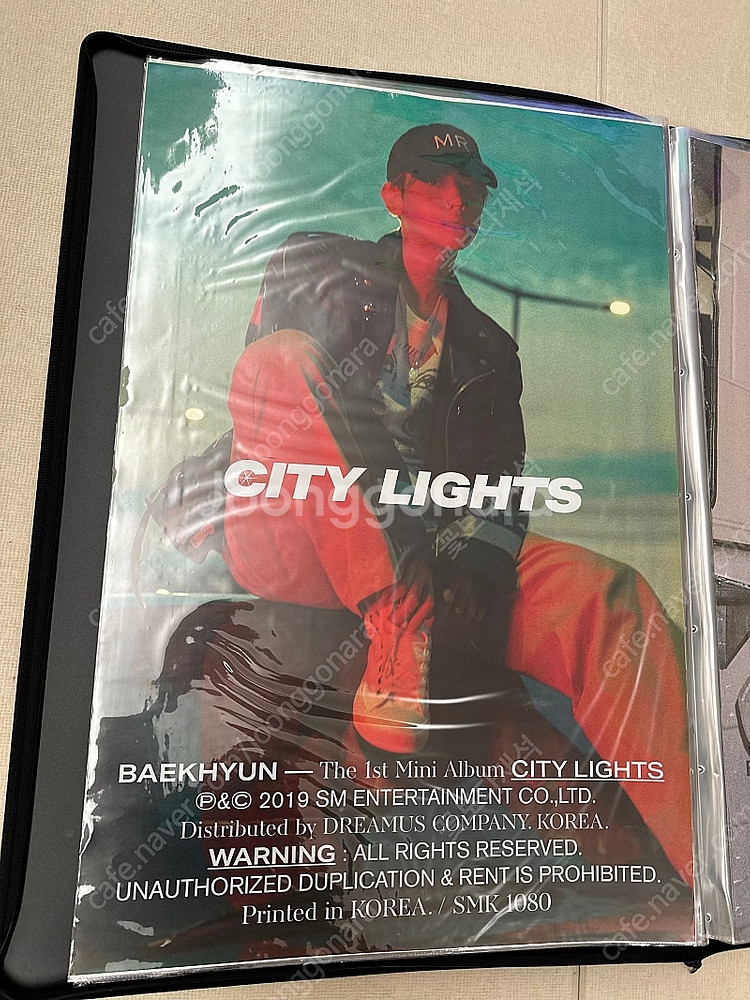 MR
CITY LIGHTS
joonggonara
BAEKHYUN — The 1st Mini Album CITY LIGHTS
℗&© 2019 SM ENTERTAINMENT CO.,LTD.
Distributed by DREAMUS COMPANY. KOREA.
WARNING : ALL RIGHTS RESERVED.
UNAUTHORIZED DUPLICATION & RENT IS PROHIBITED.
Printed in KOREA. / SMK 1080